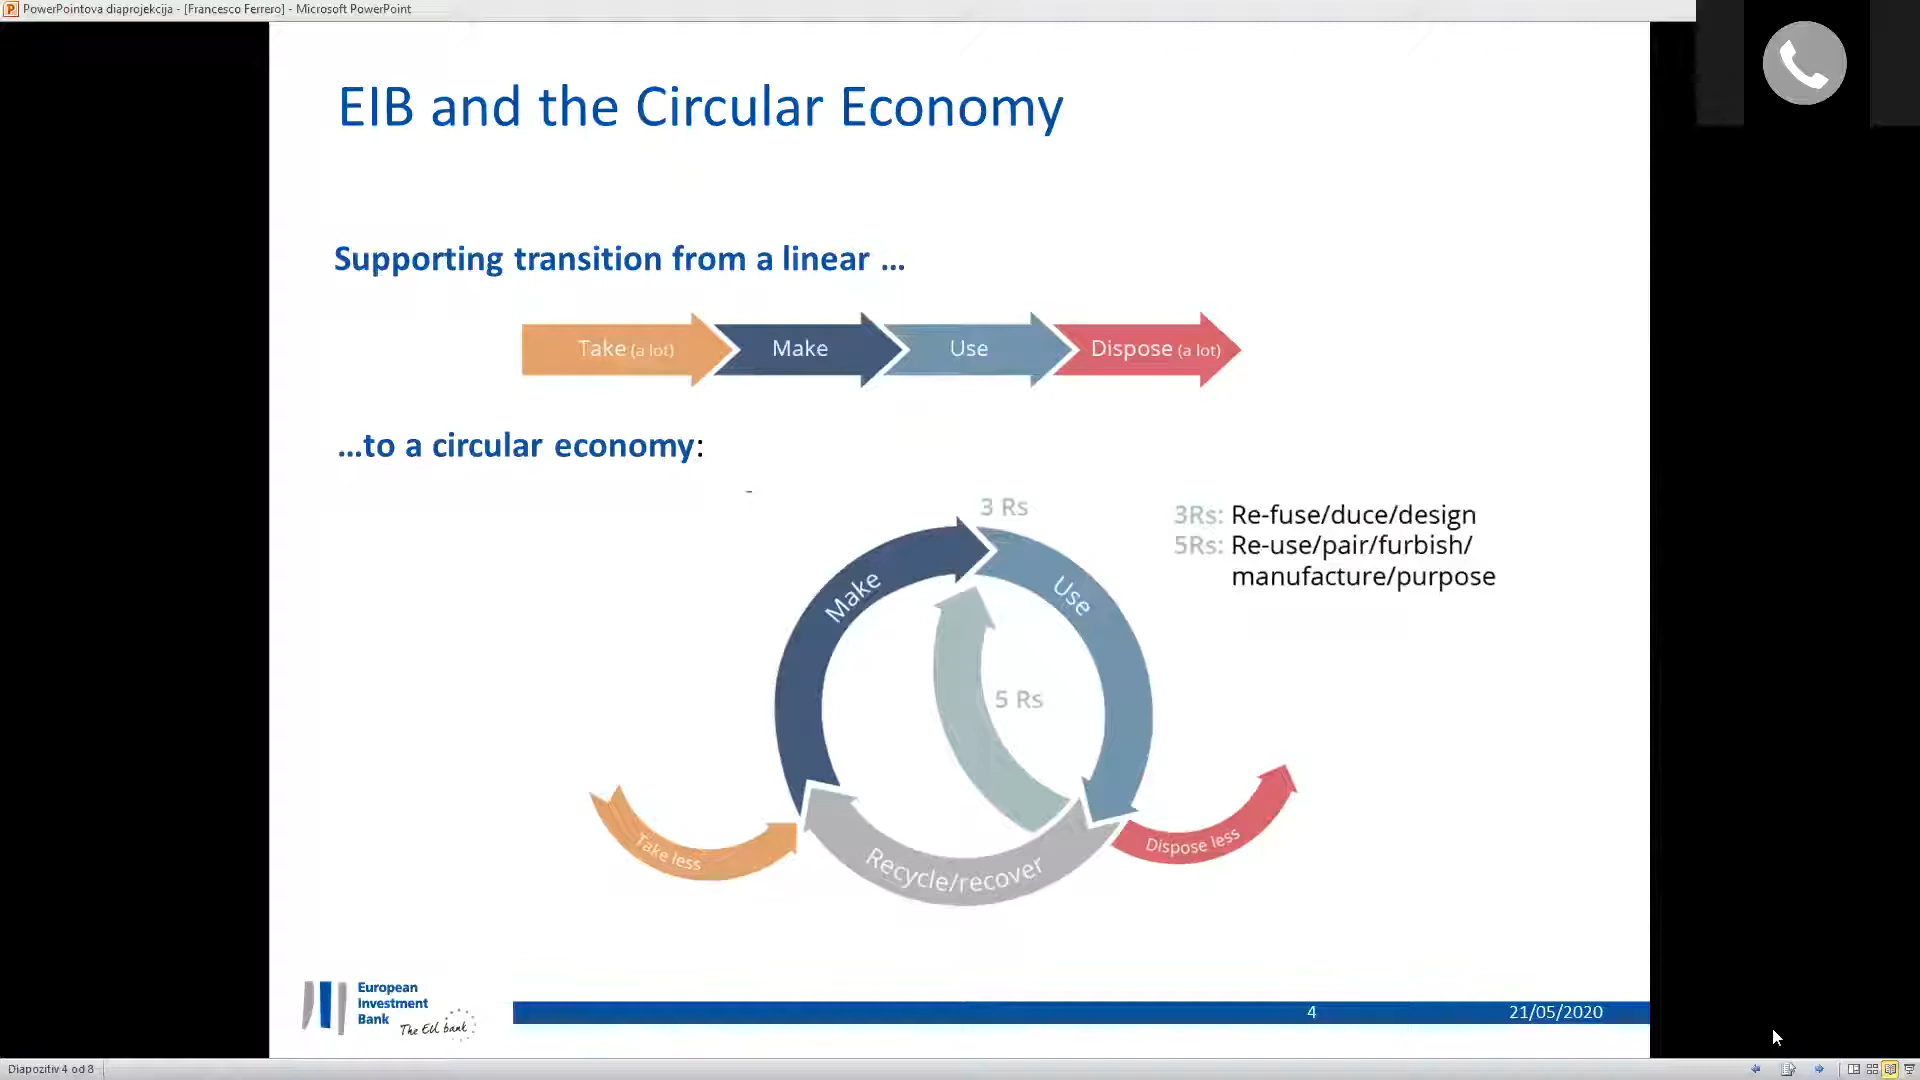 PowerPointova diaprojekcija - [Francesco Ferrero] - Microsoft PowerPoint
EIB and the Circular Economy
Supporting transition from a linear ...
Take (a lot)
Make
Use
Dispose (a lot)
...to a circular economy:
3 Rs
3Rs: Re-fuse/duce/design
5Rs: Re-use/pair/furbish/
manufacture/purpose
Make
Use
5 Rs
Take less
Recycle/recover
Dispose less
European
Investment
Bank
The EU bank
4
21/05/2020
Diapozitiv 4 od 8